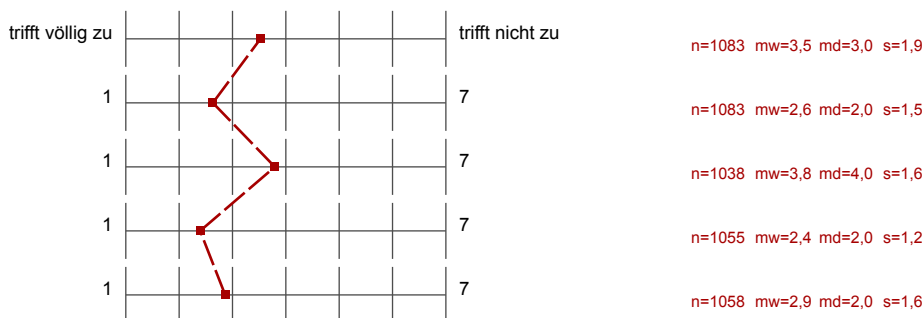 trifft völlig zu trifft nicht zu n=1083 mw=3,5 md=3,0 s=1,9
1 7 n=1083 mw=2,6 md=2,0 s=1,5
1 7 n=1038 mw=3,8 md=4,0 s=1,6
1 7 n=1055 mw=2,4 md=2,0 s=1,2
1 7 n=1058 mw=2,9 md=2,0 s=1,6